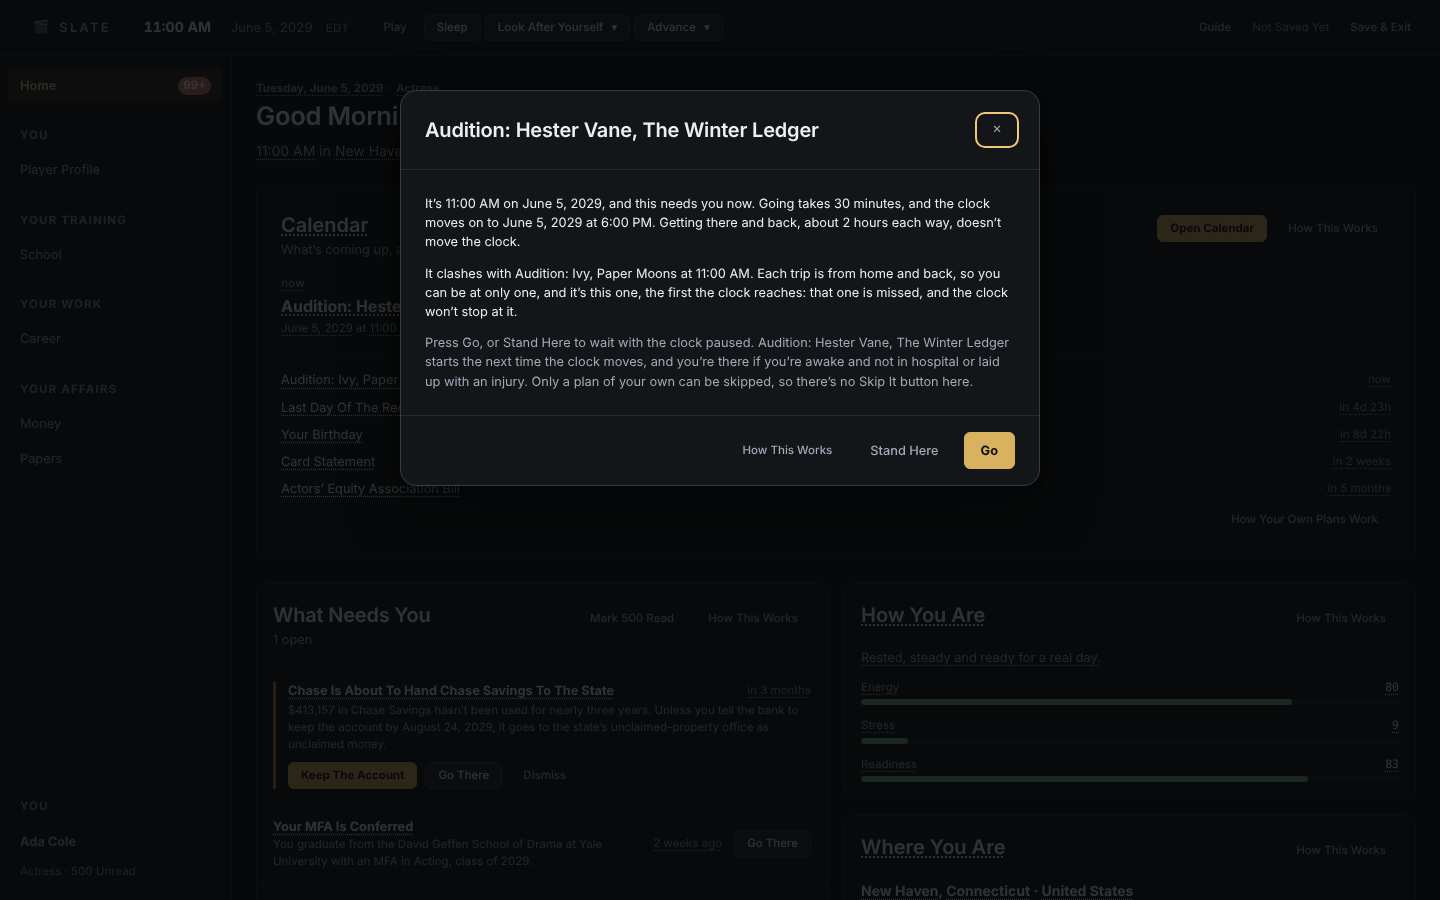 SLATE 11:00 AM June 5, 2029 EDT Play Sleep Look After Yourself ▾ Advance ▾ Guide Not Saved Yet Save & Exit
Home 99+
YOU
Player Profile
YOUR TRAINING
School
YOUR WORK
Career
YOUR AFFAIRS
Money
Papers
YOU
Ada Cole
Actress · 500 Unread
Tuesday, June 5, 2029 · Actress
Good Morni
11:00 AM in New Have
Audition: Hester Vane, The Winter Ledger
×
It's 11:00 AM on June 5, 2029, and this needs you now. Going takes 30 minutes, and the clock
moves on to June 5, 2029 at 6:00 PM. Getting there and back, about 2 hours each way, doesn't
move the clock.
It clashes with Audition: Ivy, Paper Moons at 11:00 AM. Each trip is from home and back, so you
can be at only one, and it's this one, the first the clock reaches: that one is missed, and the clock
won't stop at it.
Press Go, or Stand Here to wait with the clock paused. Audition: Hester Vane, The Winter Ledger
starts the next time the clock moves, and you're there if you're awake and not in hospital or laid
up with an injury. Only a plan of your own can be skipped, so there's no Skip It button here.
How This Works Stand Here Go
Calendar
What's coming up,
Open Calendar How This Works
now
Audition: Heste
June 5, 2029 at 11:00
Audition: Ivy, Paper now
Last Day Of The Re in 4d 23h
Your Birthday in 8d 22h
Card Statement in 2 weeks
Actors' Equity Association Bill in 5 months
How Your Own Plans Work
What Needs You
Mark 500 Read How This Works
1 open
Chase Is About To Hand Chase Savings To The State in 3 months
$413,157 in Chase Savings hasn't been used for nearly three years. Unless you tell the bank to
keep the account by August 24, 2029, it goes to the state's unclaimed-property office as
unclaimed money.
Keep The Account Go There Dismiss
Your MFA Is Conferred
You graduate from the David Geffen School of Drama at Yale
University with an MFA in Acting, class of 2029.
2 weeks ago Go There
How You Are
How This Works
Rested, steady and ready for a real day.
Energy 80
Stress 9
Readiness 83
Where You Are
How This Works
New Haven, Connecticut · United States